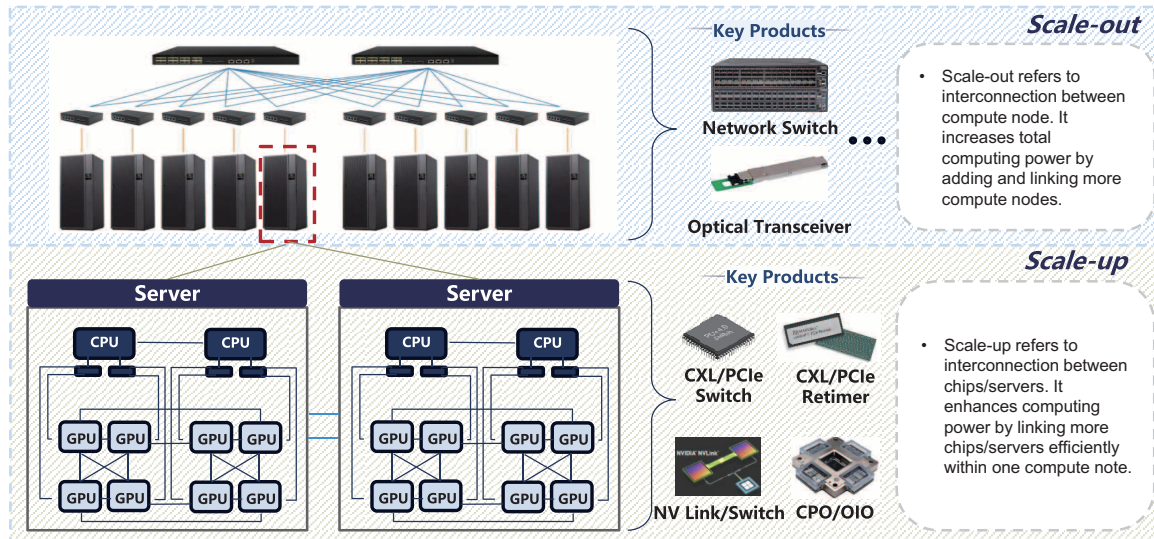 Scale-out
Key Products
Network Switch
Optical Transceiver
•••
• Scale-out refers to
interconnection between
compute node. It
increases total
computing power by
adding and linking more
compute nodes.
Scale-up
Server
CPU CPU
GPU GPU GPU GPU
GPU GPU GPU GPU
Server
CPU CPU
GPU GPU GPU GPU
GPU GPU GPU GPU
Key Products
CXL/PCIe
Switch
CXL/PCIe
Retimer
NVIDIA NVLink
NV Link/Switch
CPO/OIO
• Scale-up refers to
interconnection between
chips/servers. It
enhances computing
power by linking more
chips/servers efficiently
within one compute note.